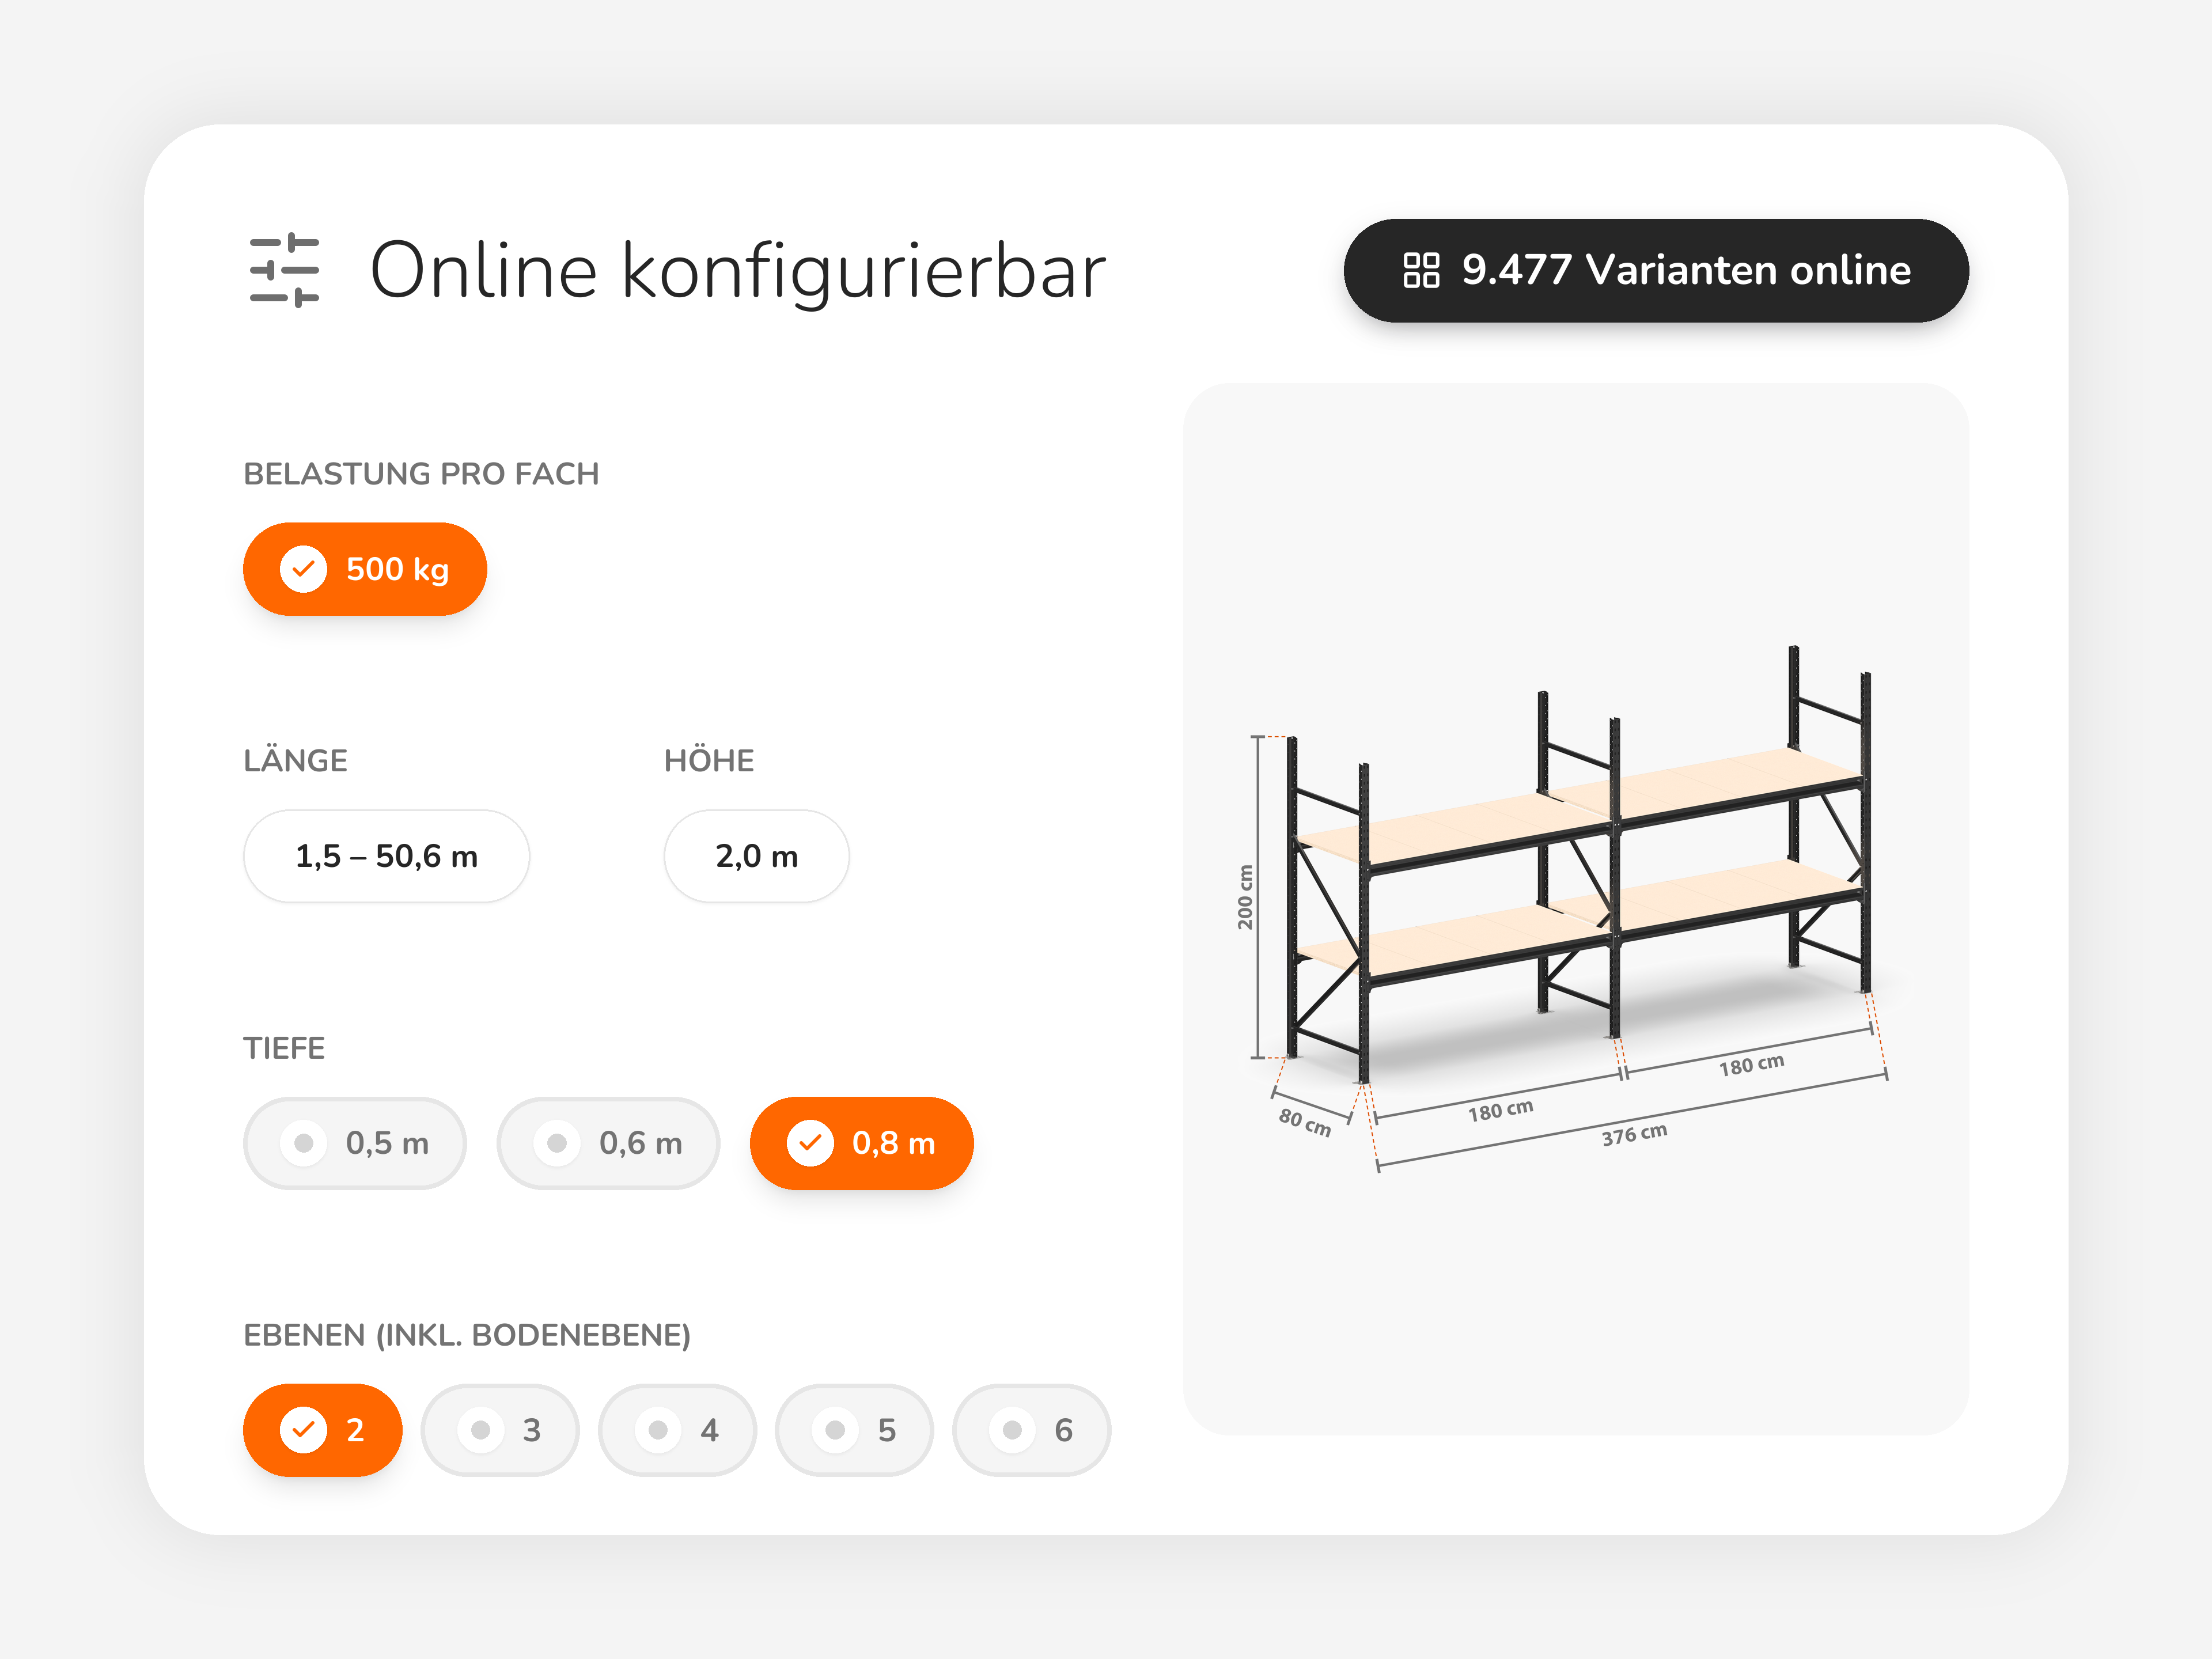 Online konfigurierbar
9.477 Varianten online
BELASTUNG PRO FACH
500 kg
LÄNGE
HÖHE
1,5 – 50,6 m
2,0 m
TIEFE
0,5 m
0,6 m
0,8 m
EBENEN (INKL. BODENEBENE)
2
3
4
5
6
200 cm
80 cm
180 cm
180 cm
376 cm